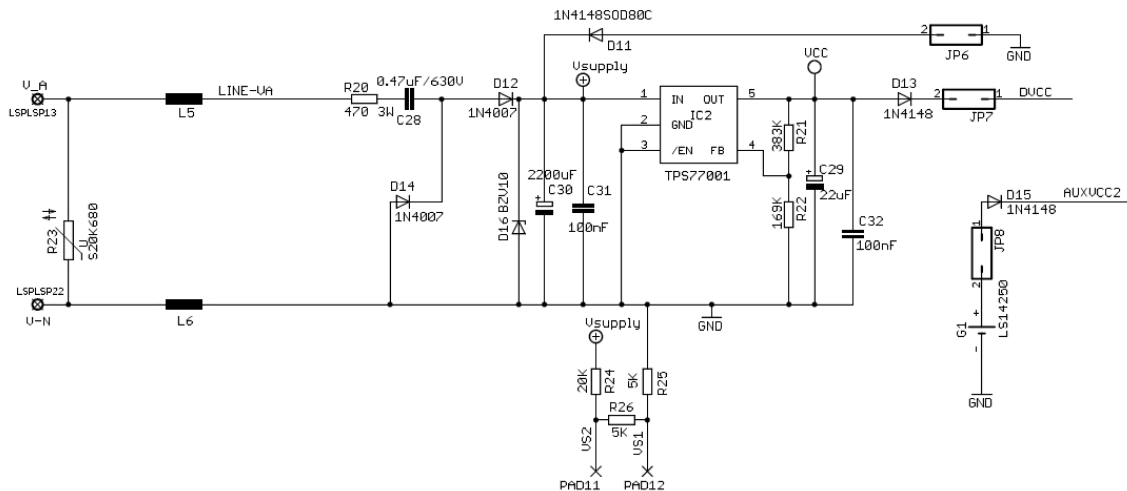 1N4148SOD80C
D11
2
1
JP6
GND
V_A
LSPLSP13
L5
LINE-VA
R20
470 3W
0.47uF/630V
C28
D12
1N4007
Vsupply
1
IN
OUT
5
2
GND
IC2
3
/EN
FB
4
TPS77001
VCC
D13
1N4148
2
1
JP7
DVCC
383K
R21
169K
R22
+
C29
22uF
C32
100nF
D14
1N4007
D16 BZV10
2200uF
+
C30
C31
100nF
R23
U
S20K680
LSPLSP22
V-N
L6
GND
D15
1N4148
AUXVCC2
1
JP8
2
+
G1
-
LS14250
GND
Vsupply
20K
R24
5K
R25
R26
5K
VS2
VS1
PAD11
PAD12